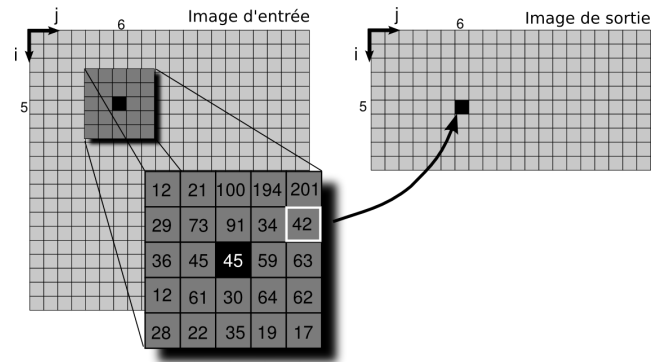 j
6
Image d'entrée
i
5
12 21 100 194 201
29 73 91 34 42
36 45 45 59 63
12 61 30 64 62
28 22 35 19 17
j
6
Image de sortie
i
5